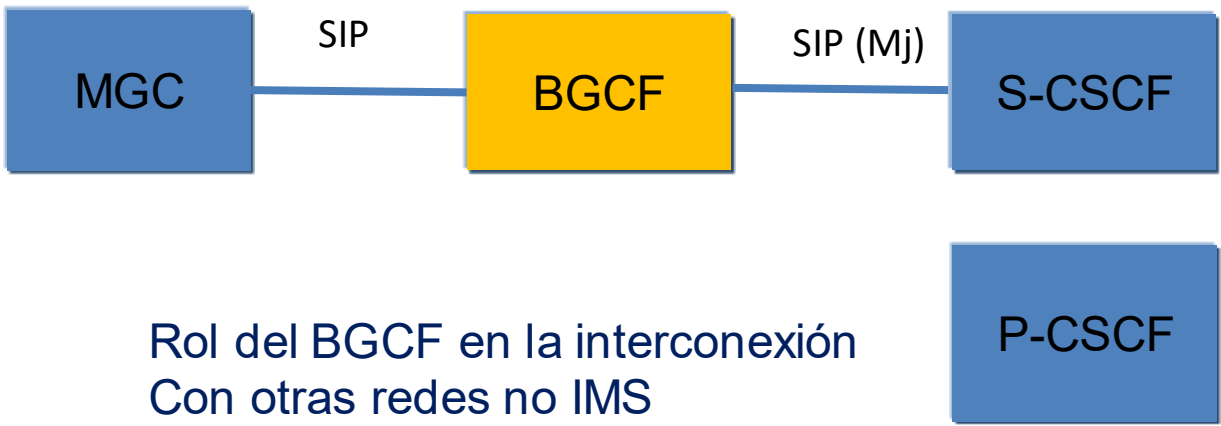 SIP
SIP (Mj)
MGC
BGCF
S-CSCF
P-CSCF
Rol del BGCF en la interconexión
Con otras redes no IMS